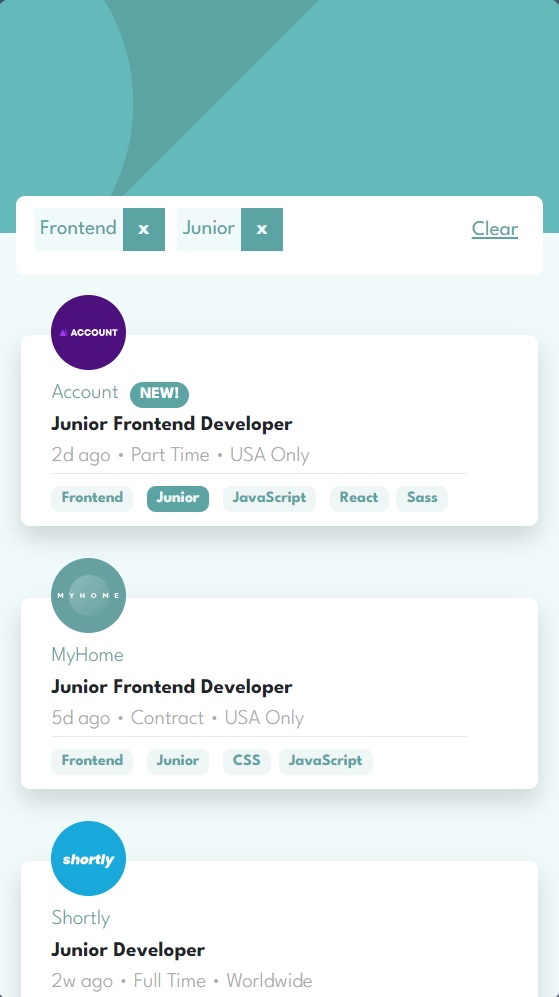 Frontend x Junior x Clear
ACCOUNT
Account NEW!
Junior Frontend Developer
2d ago • Part Time • USA Only
Frontend Junior JavaScript React Sass
MYHOME
MyHome
Junior Frontend Developer
5d ago • Contract • USA Only
Frontend Junior CSS JavaScript
shortly
Shortly
Junior Developer
2w ago • Full Time • Worldwide